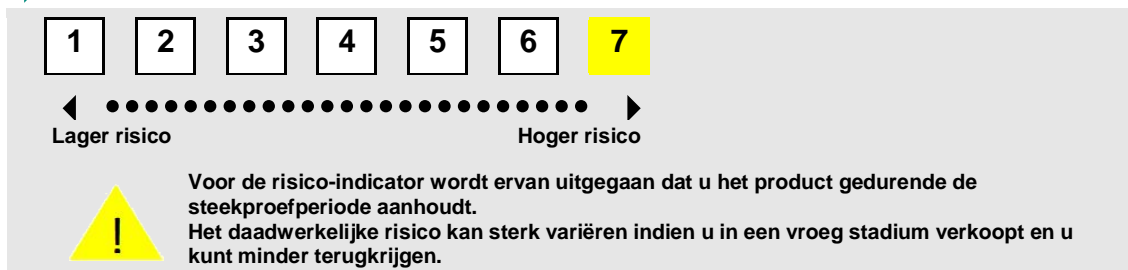 1 2 3 4 5 6 7
Lager risico Hoger risico
Voor de risico-indicator wordt ervan uitgegaan dat u het product gedurende de
steekproefperiode aanhoudt.
Het daadwerkelijke risico kan sterk variëren indien u in een vroeg stadium verkoopt en u
! kunt minder terugkrijgen.